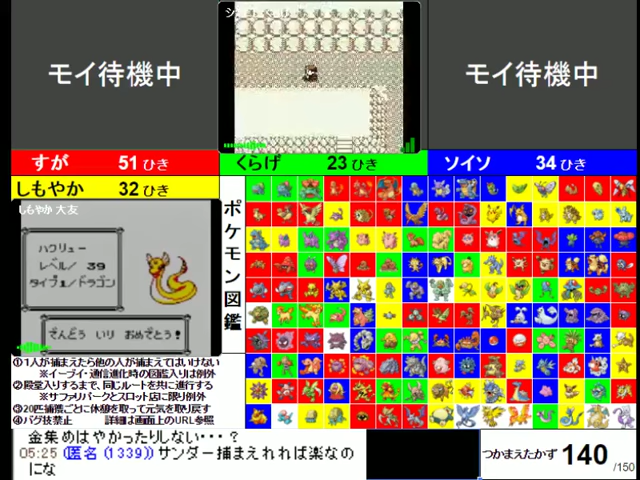 モイ待機中
モイ待機中
すが 51 ひき
くらげ 23 ひき
ソイソ 34 ひき
しもやか 32 ひき
しもやか 大友
ポケモン図鑑
ハクリュー
レベル/ 39
タイプ1/ドラゴン
でんどう いり おめでとう!
①1人が捕まえたら他の人が捕まえてはいけない
※イーブイ・通信進化時の図鑑入りは例外
②殿堂入りするまで、同じルートを共に進行する
※サファリパークとスロット店に限り例外
③20匹捕獲ごとに休憩を取って元気を取り戻す
④バグ技禁止 詳細は画面上のURL参照
金集めはやかったりしない・・・?
05:25 (匿名(1339)) サンダー捕まえれれば楽なの
にな
つかまえたかず 140 /150